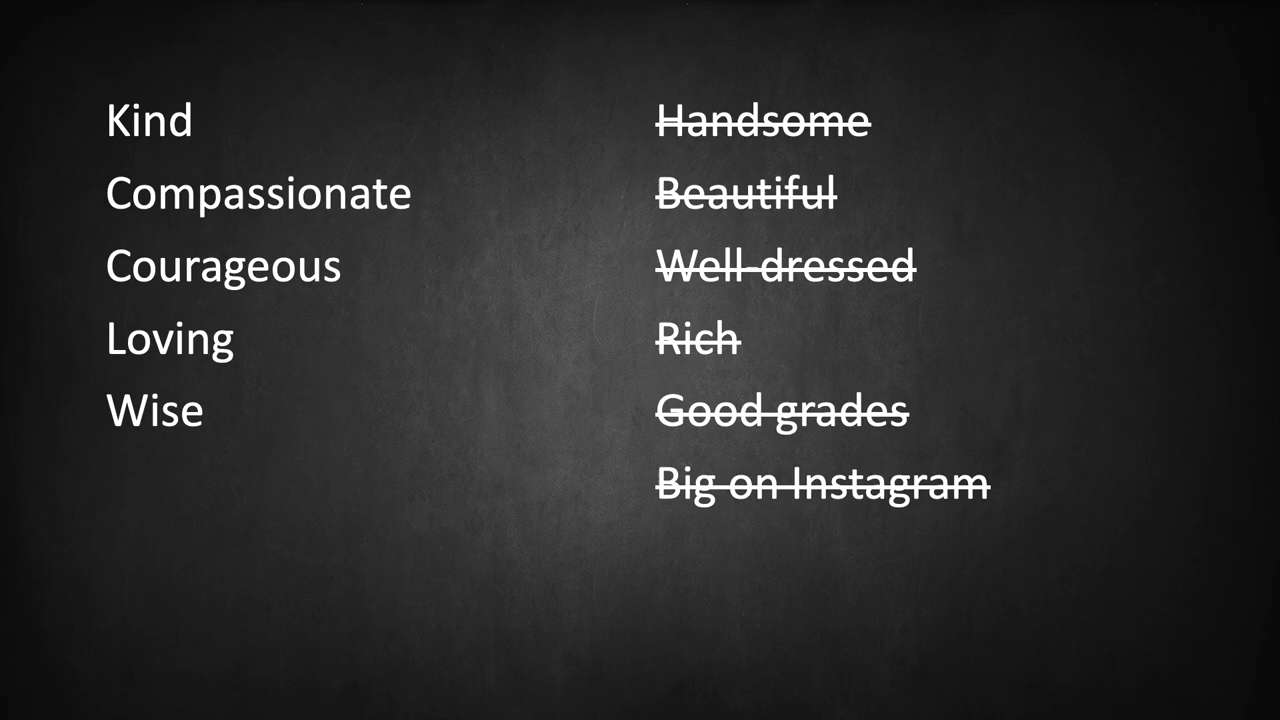 Kind
Compassionate
Courageous
Loving
Wise
Handsome
Beautiful
Well-dressed
Rich
Good grades
Big on Instagram